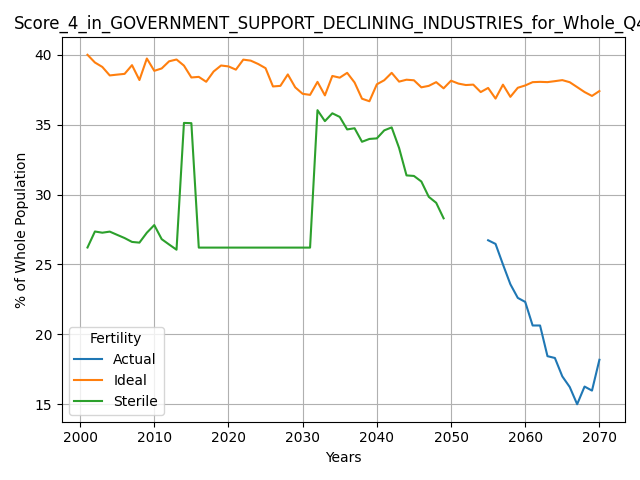 Score_4_in_GOVERNMENT_SUPPORT_DECLINING_INDUSTRIES_for_Whole_Q4
% of Whole Population
40
35
30
25
20
15
Fertility
Actual
Ideal
Sterile
2000 2010 2020 2030 2040 2050 2060 2070
Years